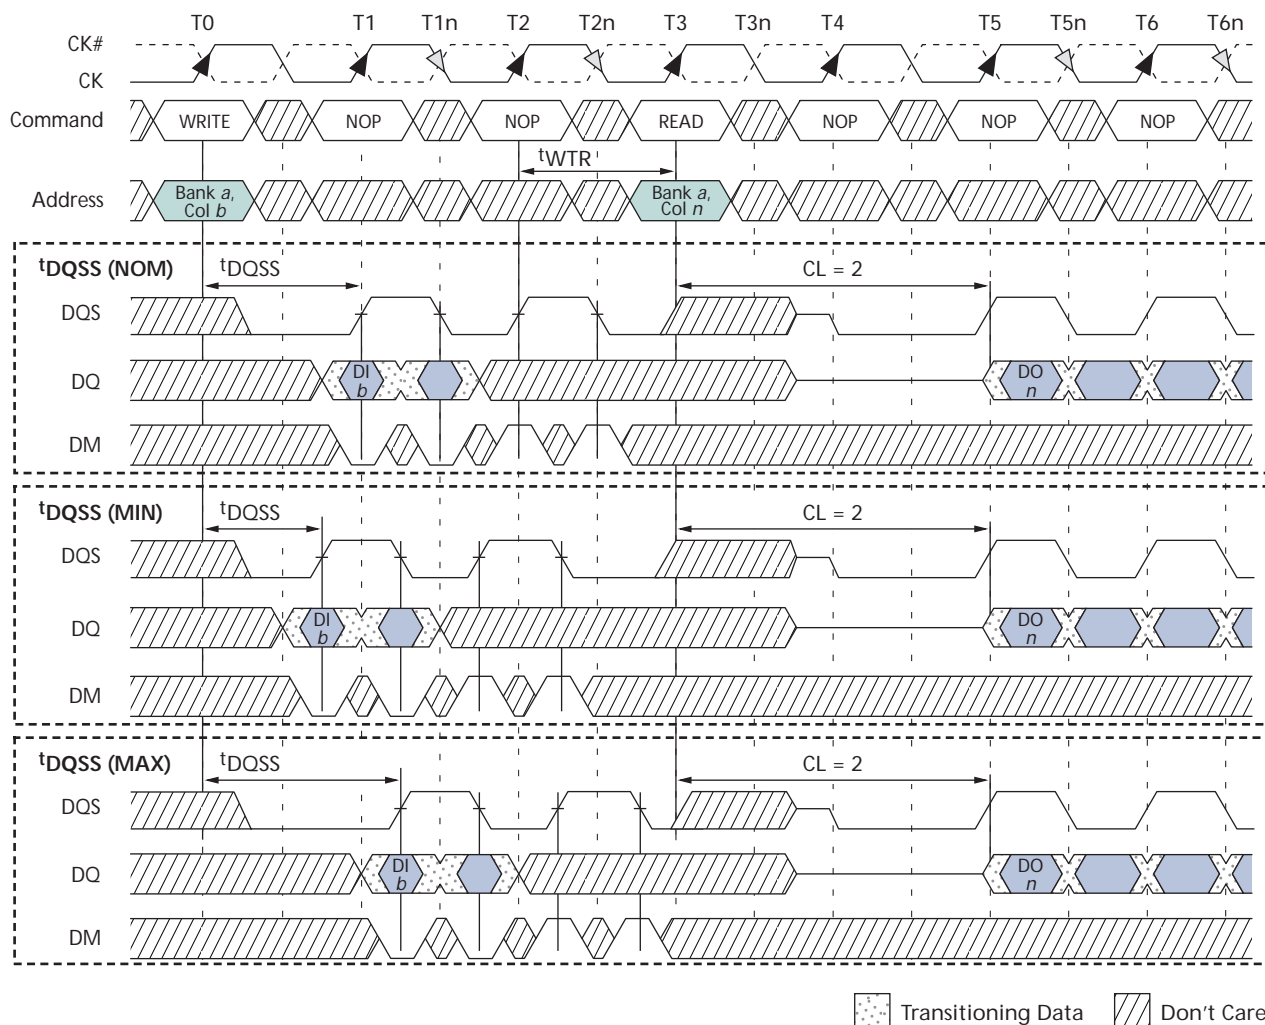 T0 T1 T1n T2 T2n T3 T3n T4 T5 T5n T6 T6n
CK#
CK
Command WRITE NOP NOP READ NOP NOP NOP
tWTR
Address Bank a, Col b Bank a, Col n
tDQSS (NOM) tDQSS CL = 2
DQS
DQ DI b DO n
DM
tDQSS (MIN) tDQSS CL = 2
DQS
DQ DI b DO n
DM
tDQSS (MAX) tDQSS CL = 2
DQS
DQ DI b DO n
DM
Transitioning Data Don't Care